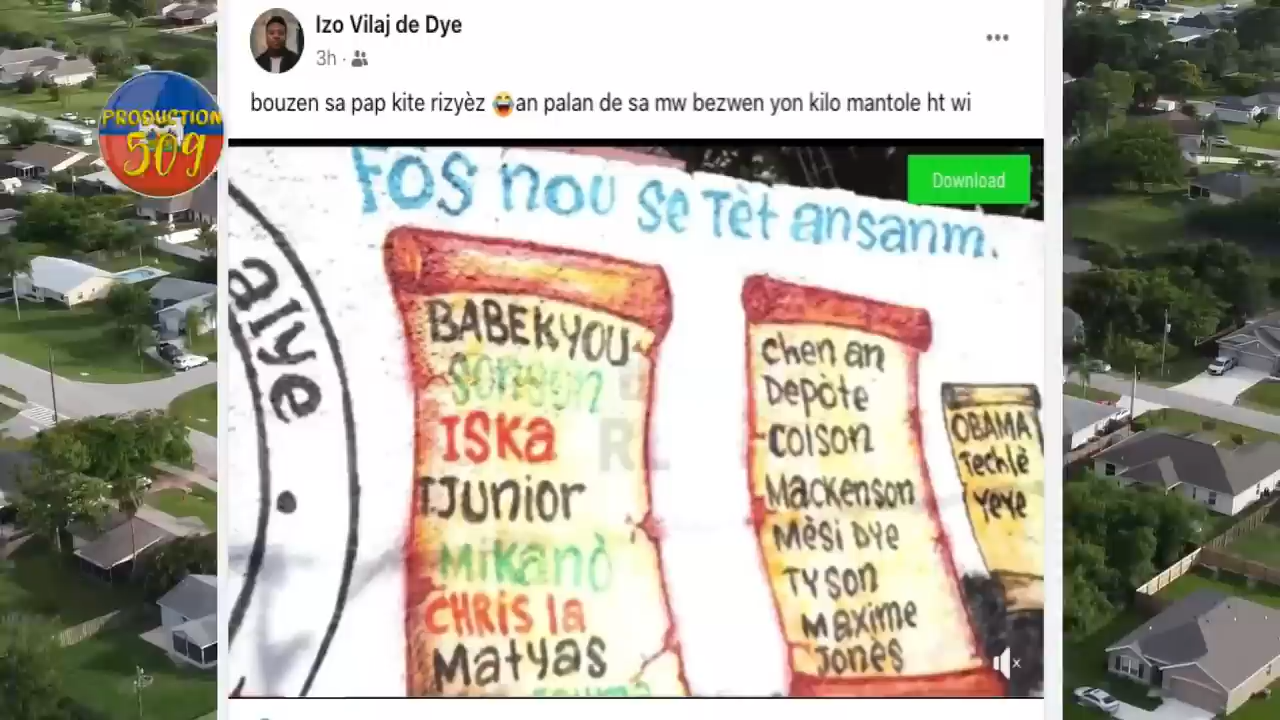 Izo Vilaj de Dye
3h
bouzen sa pap kite rizyèz 😂an palan de sa mw bezwen yon kilo mantole ht wi
PRODUCTION
509
Download
Fos nou se Tèt ansanm.
alye
BABEKYOU
ISKa
Junior
Mikanò
CHRIS la
Matyas
chen an
Depòte
Coison
Mackenson
Mèsi Dye
TYSON
Maxime
Jonès
OBAMA
Techlè
Yeye